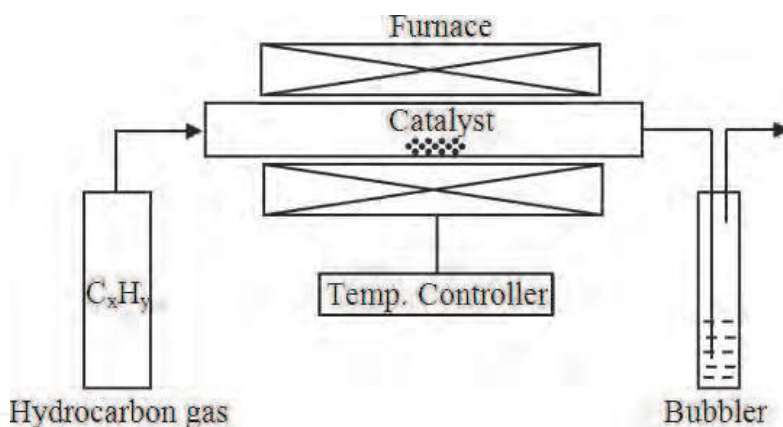 Furnace
Catalyst
CxHy
Temp. Controller
Hydrocarbon gas
Bubbler